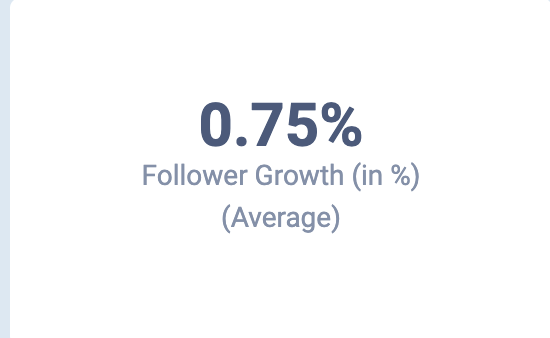 0.75%
Follower Growth (in %)
(Average)